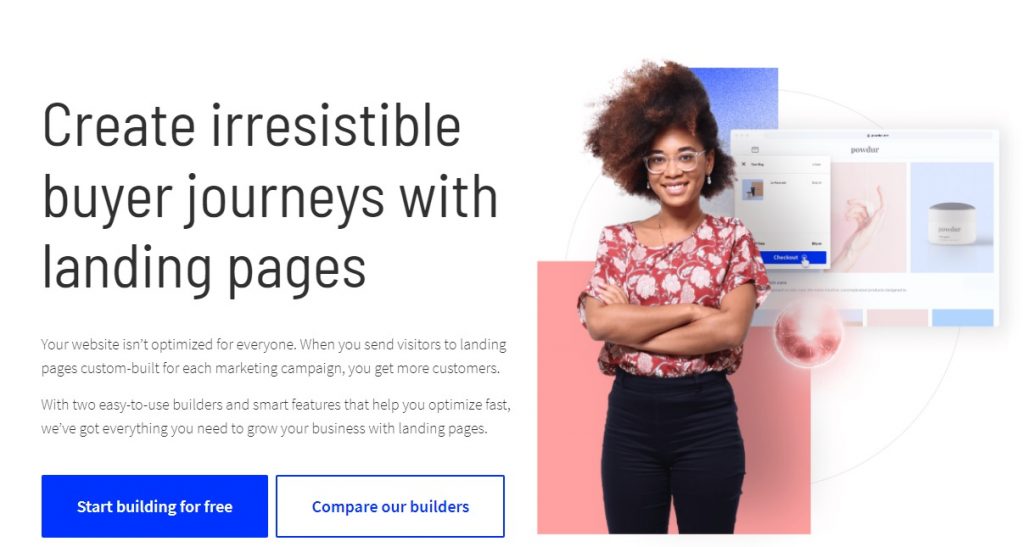 Create irresistible
buyer journeys with
landing pages
Your website isn’t optimized for everyone. When you send visitors to landing
pages custom-built for each marketing campaign, you get more customers.
With two easy-to-use builders and smart features that help you optimize fast,
we’ve got everything you need to grow your business with landing pages.
Start building for free
Compare our builders
powdur
powdur
Checkout